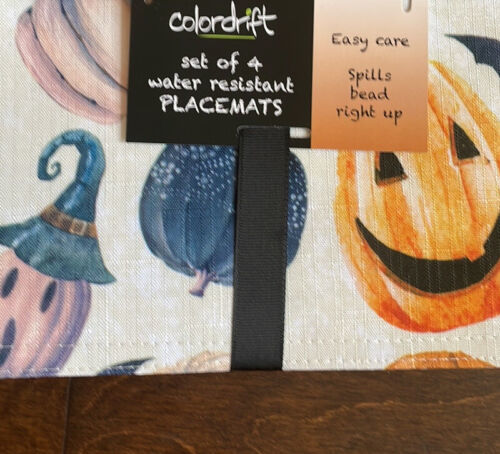 colordrift
set of 4
water resistant
PLACEMATS
Easy care
Spills
bead
right up